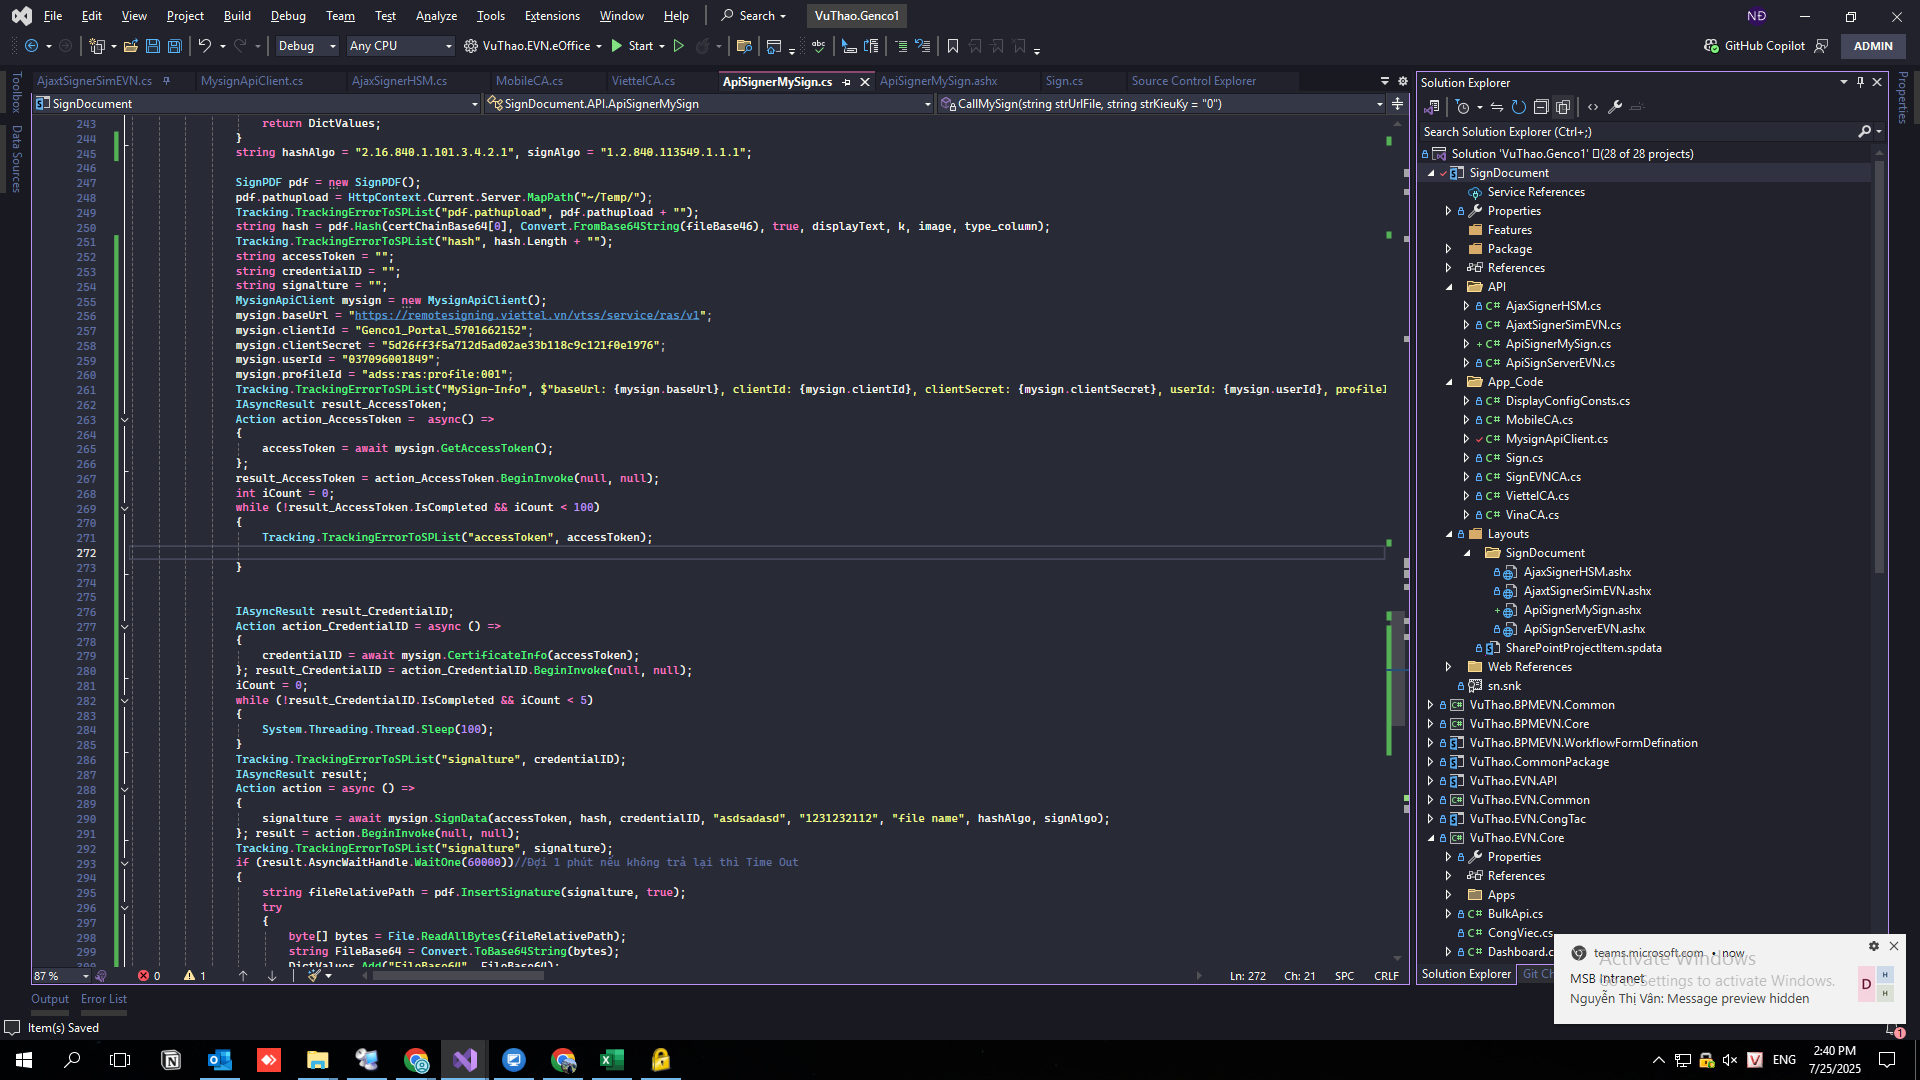 File Edit View Project Build Debug Team Test Analyze Tools Extensions Window Help Search VuThao.Genco1 NĐ
Debug Any CPU VuThao.EVN.eOffice Start GitHub Copilot ADMIN
Toolbox
Data Sources
AjaxtSignerSimEVN.cs MysignApiClient.cs AjaxSignerHSM.cs MobileCA.cs ViettelCA.cs ApiSignerMySign.cs ApiSignerMySign.ashx Sign.cs Source Control Explorer
SignDocument SignDocument.API.ApiSignerMySign CallMySign(string strUrlFile, string strKieuKy = "0")
243 return DictValues;
244 }
245 string hashAlgo = "2.16.840.1.101.3.4.2.1", signAlgo = "1.2.840.113549.1.1.1";
246
247 SignPDF pdf = new SignPDF();
248 pdf.pathupload = HttpContext.Current.Server.MapPath("~/Temp/");
249 Tracking.TrackingErrorToSPList("pdf.pathupload", pdf.pathupload + "");
250 string hash = pdf.Hash(certChainBase64[0], Convert.FromBase64String(fileBase46), true, displayText, k, image, type_column);
251 Tracking.TrackingErrorToSPList("hash", hash.Length + "");
252 string accessToken = "";
253 string credentialID = "";
254 string signalture = "";
255 MysignApiClient mysign = new MysignApiClient();
256 mysign.baseUrl = "https://remotesigning.viettel.vn/vtss/service/ras/v1";
257 mysign.clientId = "Genco1_Portal_5701662152";
258 mysign.clientSecret = "5d26ff3f5a712d5ad02ae33b118c9c121f0e1976";
259 mysign.userId = "037096001849";
260 mysign.profileId = "adss:ras:profile:001";
261 Tracking.TrackingErrorToSPList("MySign-Info", $"baseUrl: {mysign.baseUrl}, clientId: {mysign.clientId}, clientSecret: {mysign.clientSecret}, userId: {mysign.userId}, profileI
262 IAsyncResult result_AccessToken;
263 Action action_AccessToken = async() =>
264 {
265 accessToken = await mysign.GetAccessToken();
266 };
267 result_AccessToken = action_AccessToken.BeginInvoke(null, null);
268 int iCount = 0;
269 while (!result_AccessToken.IsCompleted && iCount < 100)
270 {
271 Tracking.TrackingErrorToSPList("accessToken", accessToken);
272
273 }
274
275
276 IAsyncResult result_CredentialID;
277 Action action_CredentialID = async () =>
278 {
279 credentialID = await mysign.CertificateInfo(accessToken);
280 }; result_CredentialID = action_CredentialID.BeginInvoke(null, null);
281 iCount = 0;
282 while (!result_CredentialID.IsCompleted && iCount < 5)
283 {
284 System.Threading.Thread.Sleep(100);
285 }
286 Tracking.TrackingErrorToSPList("signalture", credentialID);
287 IAsyncResult result;
288 Action action = async () =>
289 {
290 signalture = await mysign.SignData(accessToken, hash, credentialID, "asdsadasd", "1231232112", "file name", hashAlgo, signAlgo);
291 }; result = action.BeginInvoke(null, null);
292 Tracking.TrackingErrorToSPList("signalture", signalture);
293 if (result.AsyncWaitHandle.WaitOne(60000))//Đợi 1 phút nếu không trả lại thì Time Out
294 {
295 string fileRelativePath = pdf.InsertSignature(signalture, true);
296 try
297 {
298 byte[] bytes = File.ReadAllBytes(fileRelativePath);
299 string FileBase64 = Convert.ToBase64String(bytes);
300 DictValues.Add("FileBase64", FileBase64);
87 % 0 1 Ln: 272 Ch: 21 SPC CRLF
Output Error List
Item(s) Saved
Solution Explorer
Properties
Search Solution Explorer (Ctrl+;)
Solution 'VuThao.Genco1' (28 of 28 projects)
SignDocument
Service References
Properties
Features
Package
References
API
C# AjaxSignerHSM.cs
C# AjaxtSignerSimEVN.cs
C# ApiSignerMySign.cs
C# ApiSignServerEVN.cs
App_Code
C# DisplayConfigConsts.cs
C# MobileCA.cs
C# MysignApiClient.cs
C# Sign.cs
C# SignEVNCA.cs
C# ViettelCA.cs
C# VinaCA.cs
Layouts
SignDocument
AjaxSignerHSM.ashx
AjaxtSignerSimEVN.ashx
ApiSignerMySign.ashx
ApiSignServerEVN.ashx
SharePointProjectItem.spdata
Web References
sn.snk
VuThao.BPMEVN.Common
VuThao.BPMEVN.Core
VuThao.BPMEVN.WorkflowFormDefination
VuThao.CommonPackage
VuThao.EVN.API
VuThao.EVN.Common
VuThao.EVN.CongTac
VuThao.EVN.Core
Properties
References
Apps
C# BulkApi.cs
C# CongViec.cs
C# Dashboard.c
Solution Explorer Git Ch
teams.microsoft.com • now
Activate Windows
MSB Intranet
Go to Settings to activate Windows.
Nguyễn Thị Vân: Message preview hidden
D H H
1
ENG
2:40 PM
7/25/2025